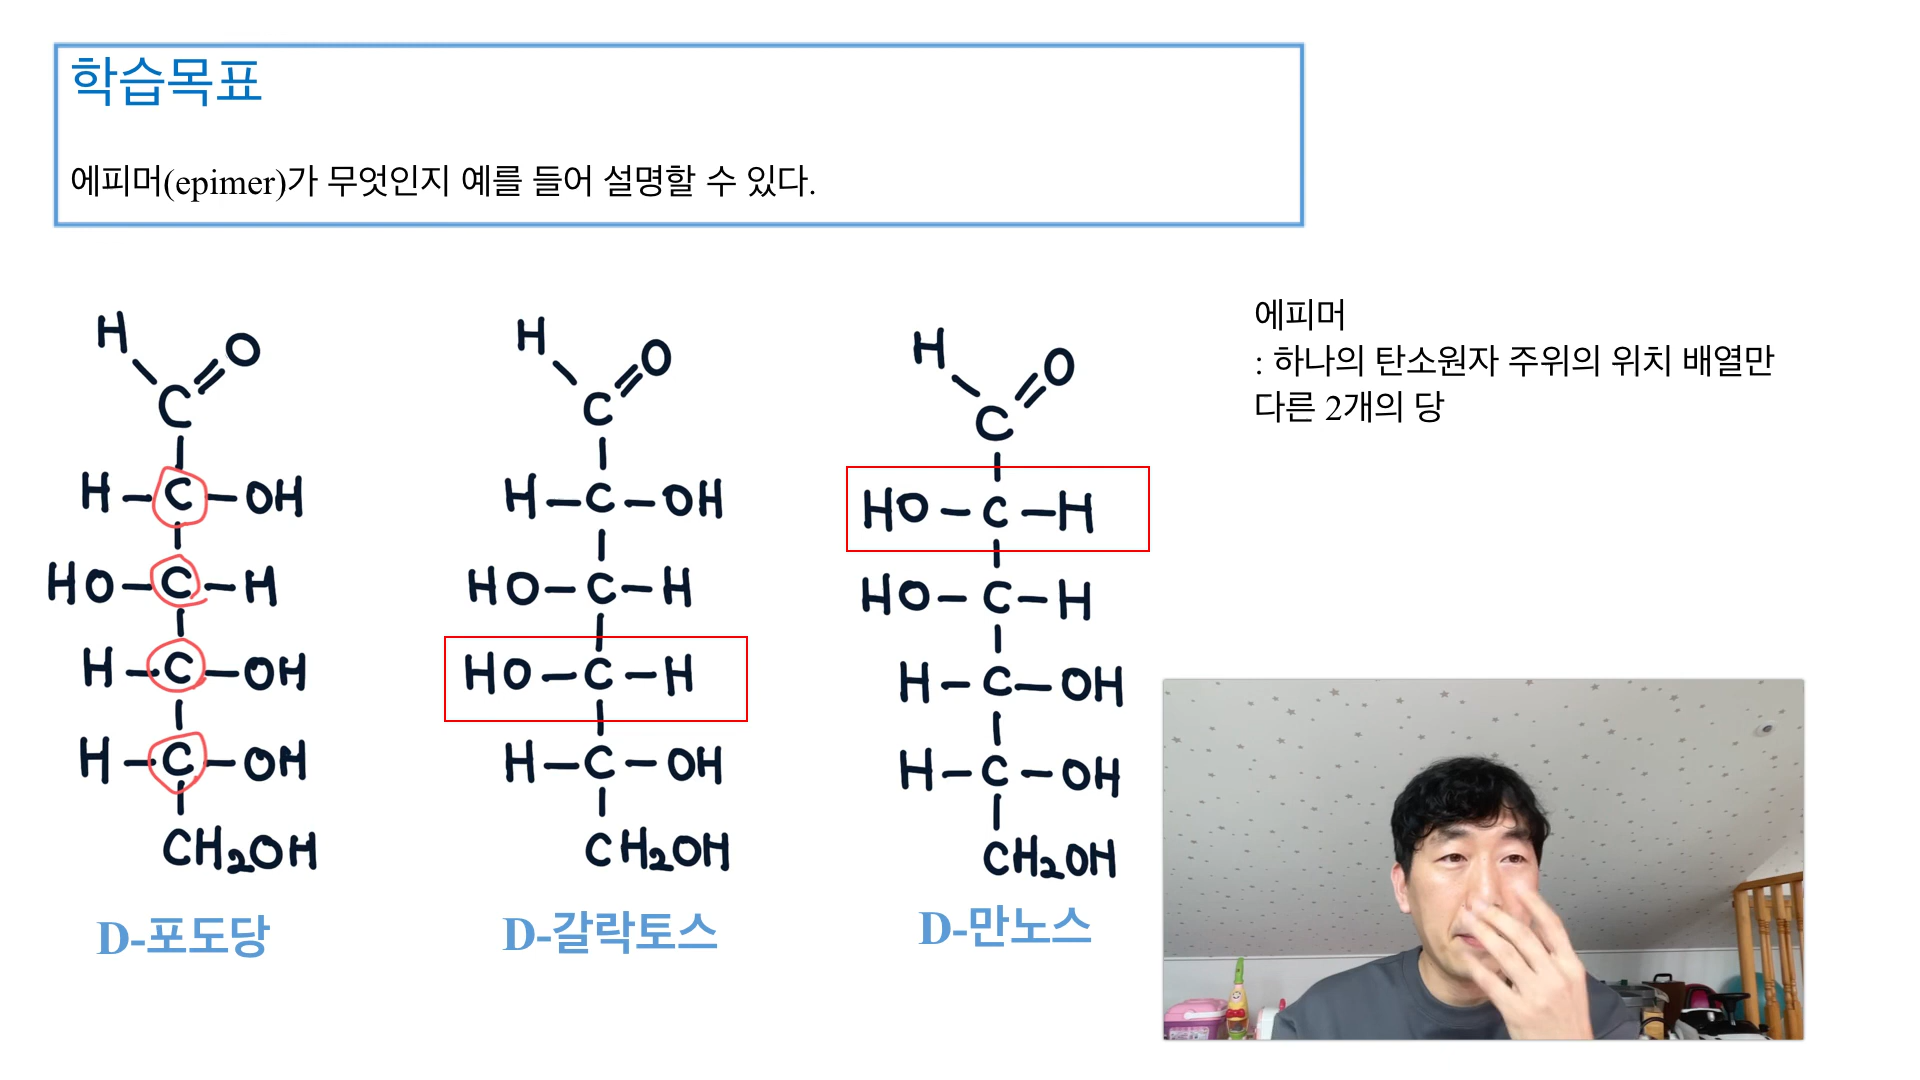 학습목표
에피머(epimer)가 무엇인지 예를 들어 설명할 수 있다.
에피머
: 하나의 탄소원자 주위의 위치 배열만
다른 2개의 당
H O
C
H-C-OH
HO-C-H
H-C-OH
H-C-OH
CH2OH
D-포도당
H O
C
H-C-OH
HO-C-H
HO-C-H
H-C-OH
CH2OH
D-갈락토스
H O
C
HO-C-H
HO-C-H
H-C-OH
H-C-OH
CH2OH
D-만노스